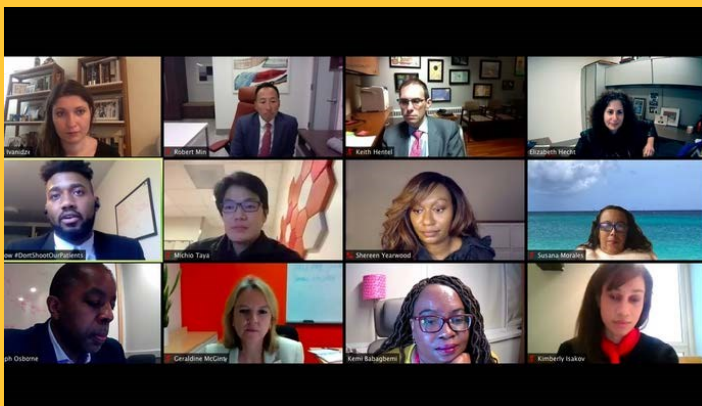 Ivanidze
Robert Min
Keith Hentel
Elizabeth Hecht
ow #DontShootOurPatients
Michio Taya
Shereen Yearwood
Susana Morales
ph Osborne
Geraldine McGinty
Kemi Babagbemi
Kimberly Isakov